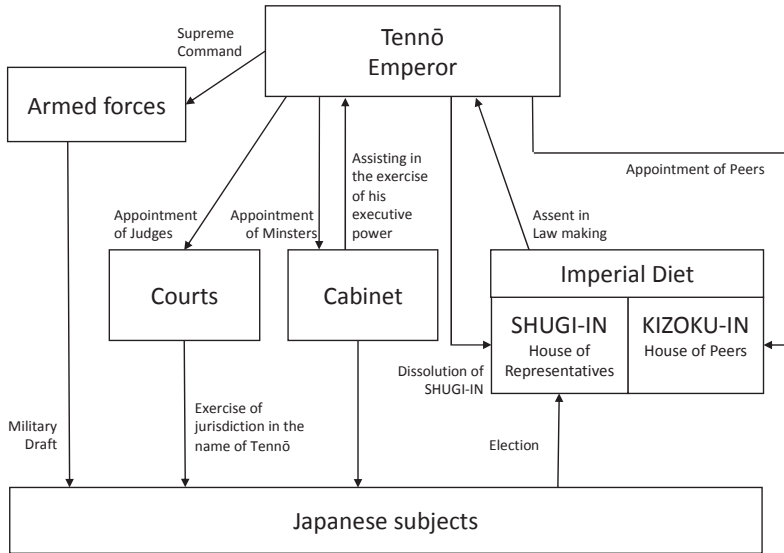 Tennō
Emperor
Supreme
Command
Armed forces
Appointment of Peers
Assisting in
the exercise
of his
executive
power
Appointment
of Judges
Appointment
of Minsters
Assent in
Law making
Courts
Cabinet
Imperial Diet
SHUGI-IN
House of
Representatives
KIZOKU-IN
House of Peers
Dissolution of
SHUGI-IN
Military
Draft
Exercise of
jurisdiction in the
name of Tennō
Election
Japanese subjects